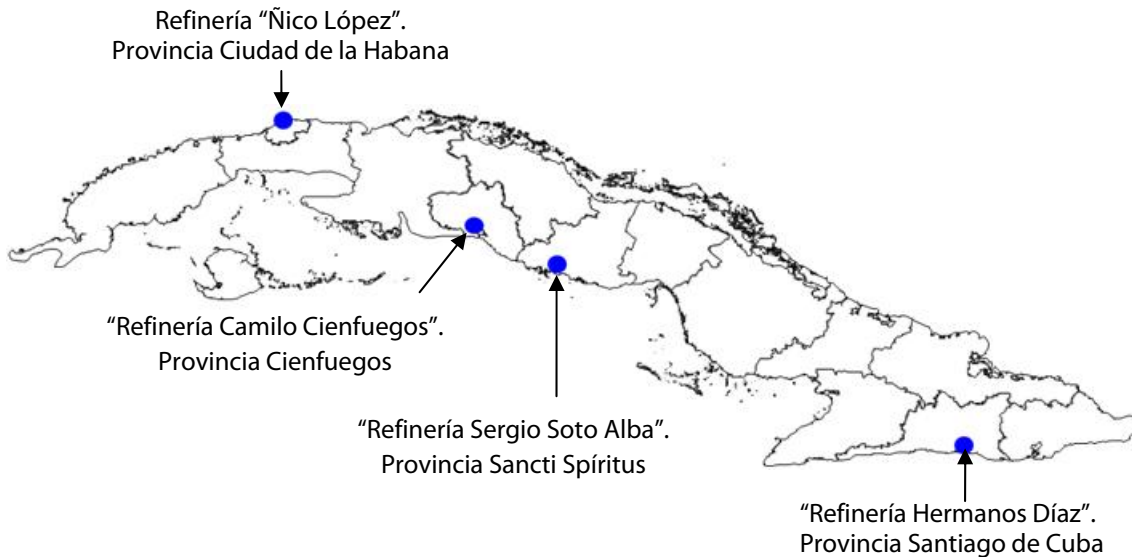 Refinería “Ñico López”.
Provincia Ciudad de la Habana
“Refinería Camilo Cienfuegos”.
Provincia Cienfuegos
“Refinería Sergio Soto Alba”.
Provincia Sancti Spíritus
“Refinería Hermanos Díaz”.
Provincia Santiago de Cuba